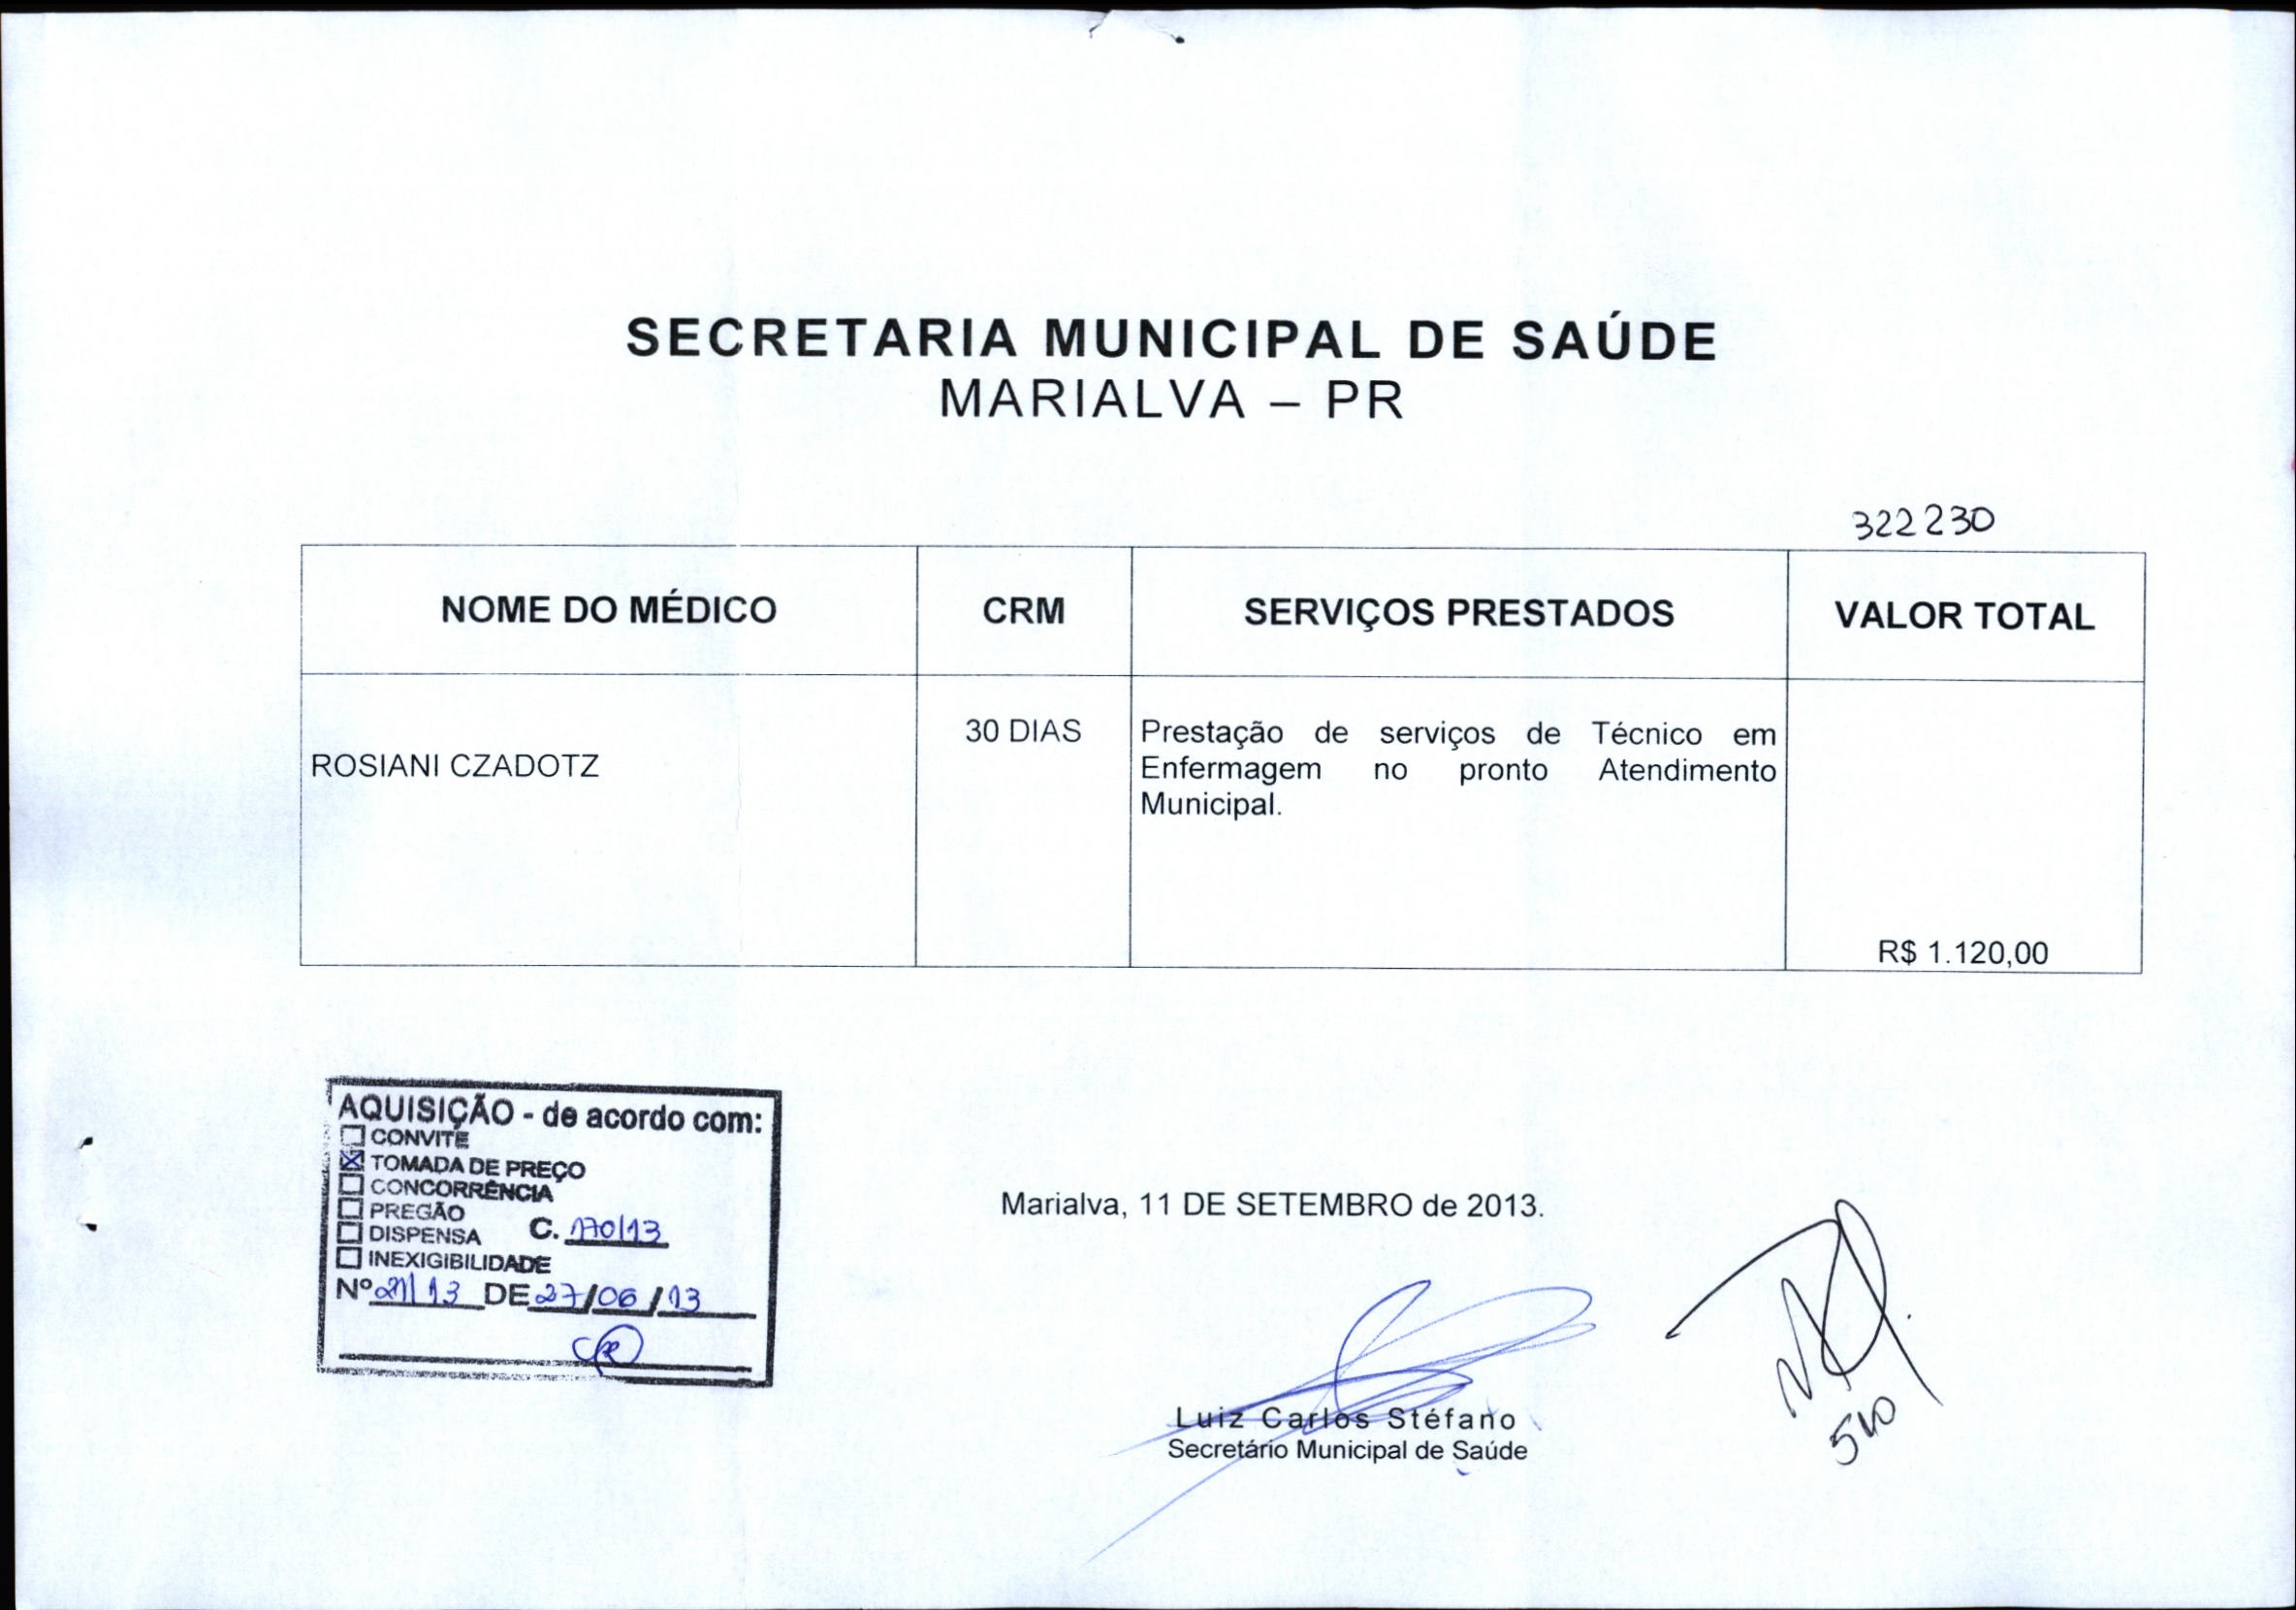 SECRETARIA MUNICIPAL DE SAÚDE
MARIALVA – PR
322230
NOME DO MÉDICO CRM SERVIÇOS PRESTADOS VALOR TOTAL
ROSIANI CZADOTZ
30 DIAS
Prestação de serviços de Técnico em
Enfermagem no pronto Atendimento
Municipal.
R$ 1.120,00
AQUISIÇÃO - de acordo com:
CONVITE
TOMADA DE PREÇO
CONCORRÊNCIA
PREGÃO
DISPENSA C. 170/13
INEXIGIBILIDADE
Nº 21/13 DE 27/06/13
Marialva, 11 DE SETEMBRO de 2013.
Luiz Carlos Stéfano
Secretário Municipal de Saúde